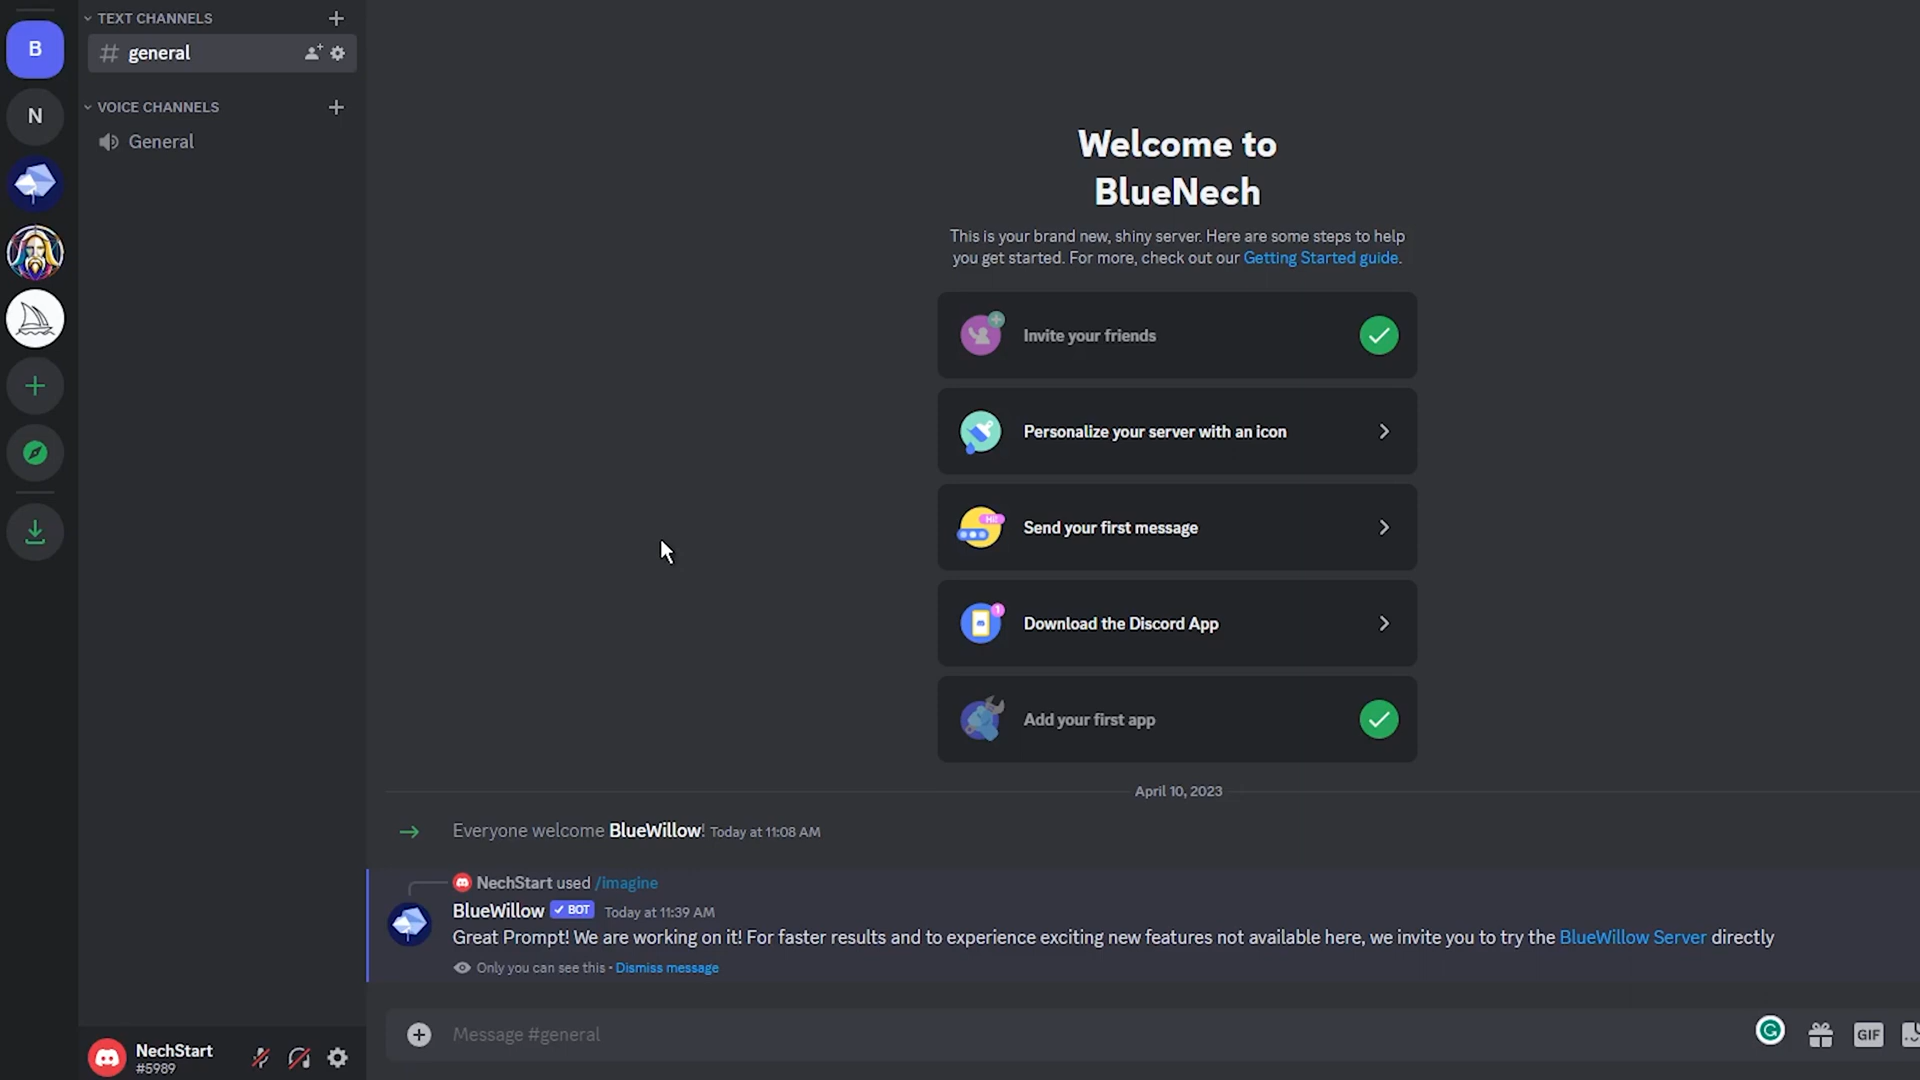 TEXT CHANNELS
B
general
N
VOICE CHANNELS
General
Welcome to
BlueNech
This is your brand new, shiny server. Here are some steps to help
you get started. For more, check out our Getting Started guide.
Invite your friends
Personalize your server with an icon
Hi!
Send your first message
1
Download the Discord App
Add your first app
April 10, 2023
Everyone welcome BlueWillow! Today at 11:08 AM
NechStart used /imagine
BlueWillow ✓ BOT Today at 11:39 AM
Great Prompt! We are working on it! For faster results and to experience exciting new features not available here, we invite you to try the BlueWillow Server directly
Only you can see this • Dismiss message
Message #general
GIF
NechStart
#5989